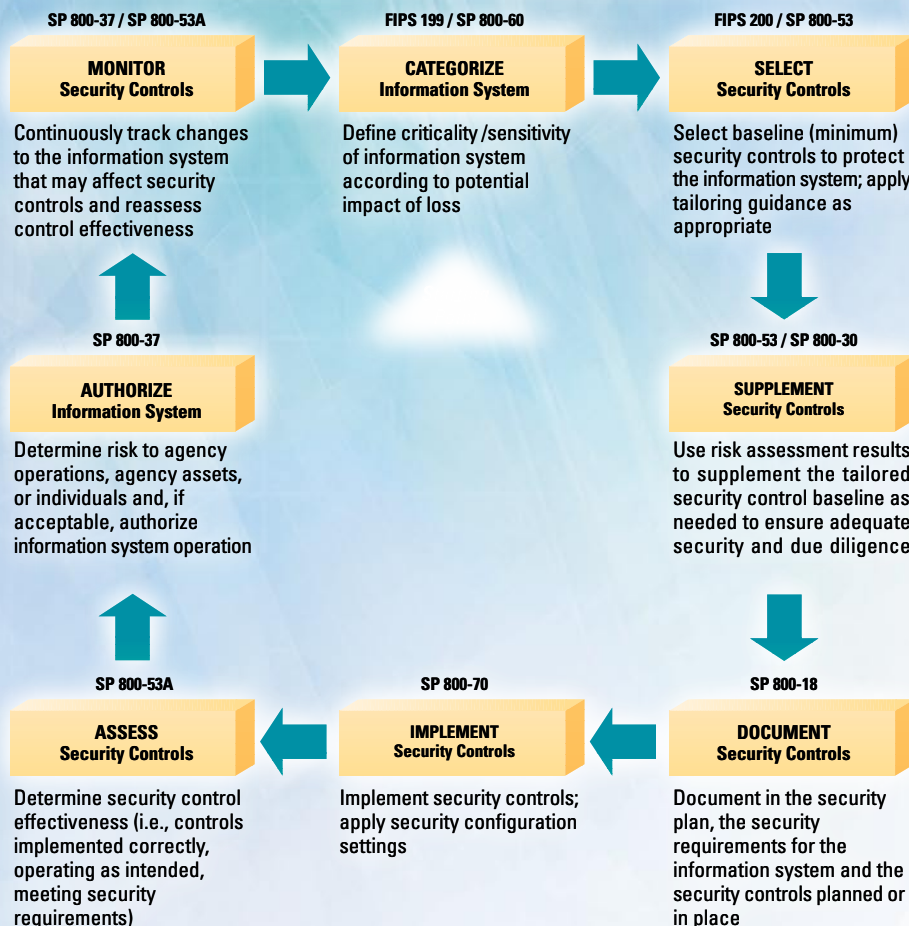 SP 800-37 / SP 800-53A
MONITOR
Security Controls
Continuously track changes
to the information system
that may affect security
controls and reassess
control effectiveness
FIPS 199 / SP 800-60
CATEGORIZE
Information System
Define criticality /sensitivity
of information system
according to potential
impact of loss
FIPS 200 / SP 800-53
SELECT
Security Controls
Select baseline (minimum)
security controls to protect
the information system; apply
tailoring guidance as
appropriate
SP 800-53 / SP 800-30
SUPPLEMENT
Security Controls
Use risk assessment results
to supplement the tailored
security control baseline as
needed to ensure adequate
security and due diligence
SP 800-18
DOCUMENT
Security Controls
Document in the security
plan, the security
requirements for the
information system and the
security controls planned or
in place
SP 800-70
IMPLEMENT
Security Controls
Implement security controls;
apply security configuration
settings
SP 800-53A
ASSESS
Security Controls
Determine security control
effectiveness (i.e., controls
implemented correctly,
operating as intended,
meeting security
requirements)
SP 800-37
AUTHORIZE
Information System
Determine risk to agency
operations, agency assets,
or individuals and, if
acceptable, authorize
information system operation